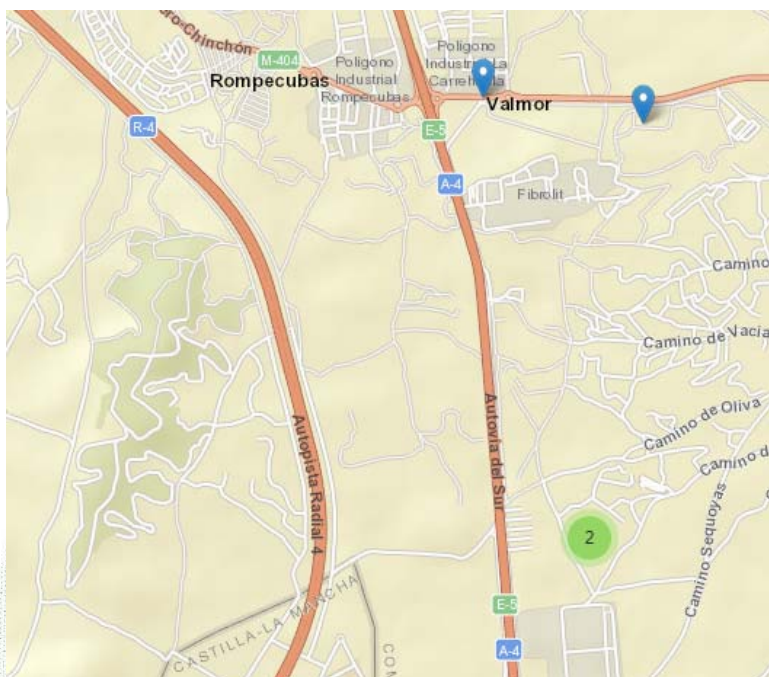 ro-Chinchón
M-404
Rompecubas
Polígono
Industrial
Rompecubas
Polígono
Industrial La
Valmor
R-4
E-5
A-4
Fibrolit
Camino
Camino de Vacia
Camino de Oliva
Camino d
Autopista Radial 4
Autovía del Sur
2
Camino Sequoyas
C
E-5
CASTILLA-LA MANCHA
COM
A-4